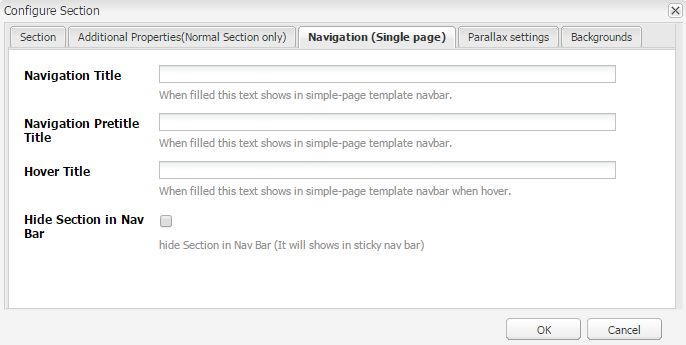 Configure Section
Section Additional Properties(Normal Section only) Navigation (Single page) Parallax settings Backgrounds
Navigation Title
When filled this text shows in simple-page template navbar.
Navigation Pretitle
Title
When filled this text shows in simple-page template navbar.
Hover Title
When filled this text shows in simple-page template navbar when hover.
Hide Section in Nav
Bar
hide Section in Nav Bar (It will shows in sticky nav bar)
OK Cancel